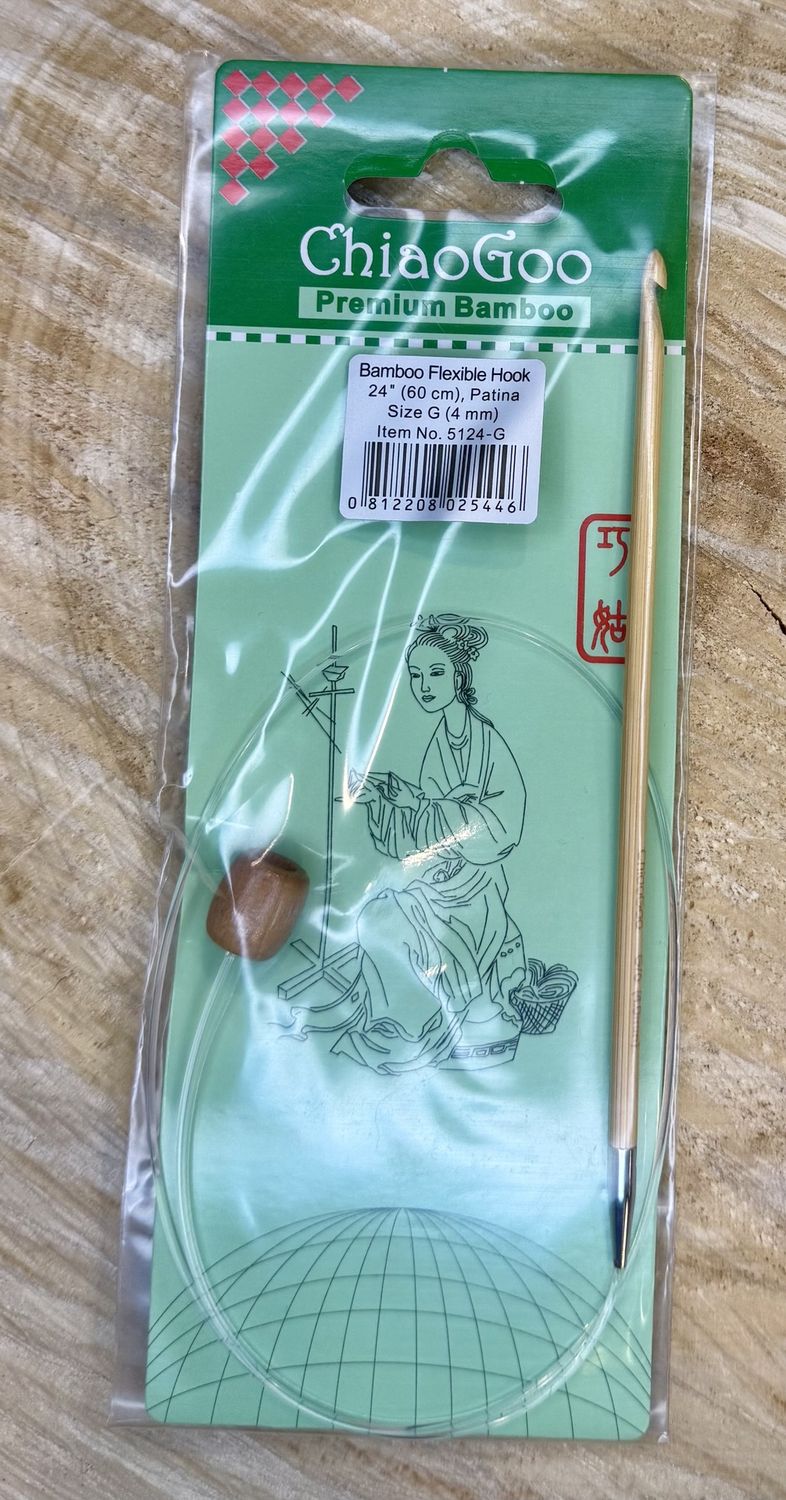 ChiaoGoo
Premium Bamboo
Bamboo Flexible Hook
24" (60 cm), Patina
Size G (4 mm)
Item No. 5124-G
0 812208 025446
巧
姑